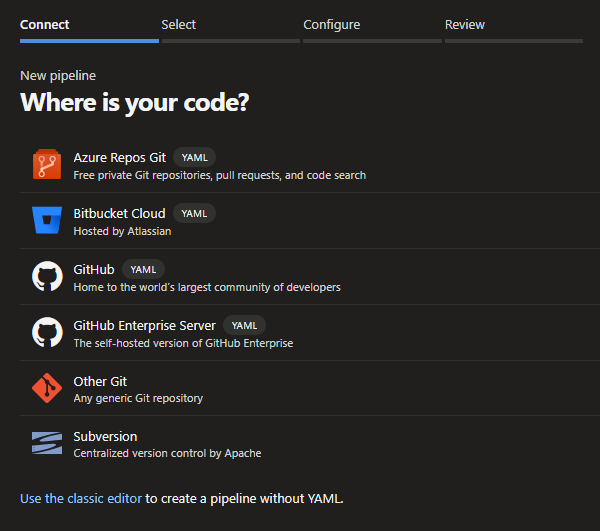 Connect Select Configure Review
New pipeline
Where is your code?
Azure Repos Git YAML
Free private Git repositories, pull requests, and code search
Bitbucket Cloud YAML
Hosted by Atlassian
GitHub YAML
Home to the world's largest community of developers
GitHub Enterprise Server YAML
The self-hosted version of GitHub Enterprise
Other Git
Any generic Git repository
Subversion
Centralized version control by Apache
Use the classic editor to create a pipeline without YAML.